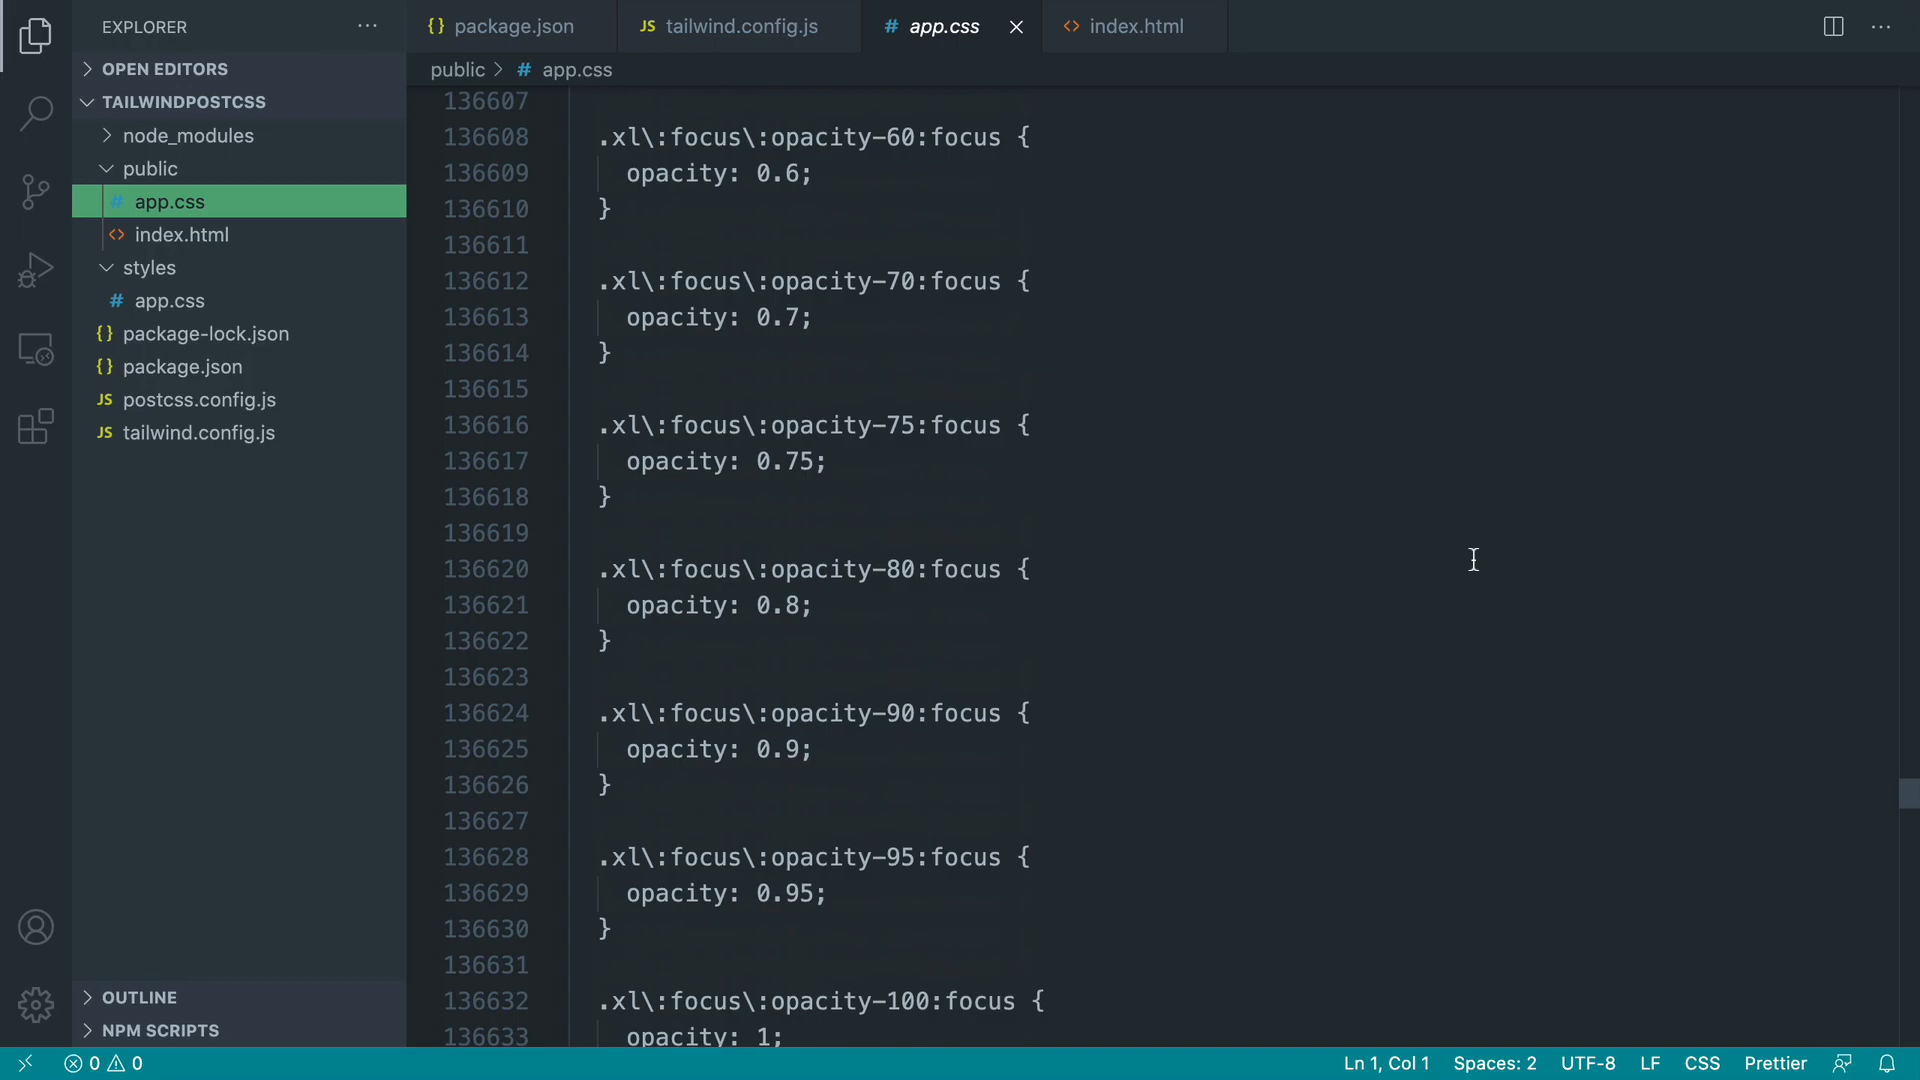 EXPLORER
OPEN EDITORS
TAILWINDPOSTCSS
node_modules
public
app.css
index.html
styles
app.css
package-lock.json
package.json
postcss.config.js
tailwind.config.js
OUTLINE
NPM SCRIPTS
package.json tailwind.config.js app.css index.html
public > # app.css
136607
136608 .xl\:focus\:opacity-60:focus {
136609 opacity: 0.6;
136610 }
136611
136612 .xl\:focus\:opacity-70:focus {
136613 opacity: 0.7;
136614 }
136615
136616 .xl\:focus\:opacity-75:focus {
136617 opacity: 0.75;
136618 }
136619
136620 .xl\:focus\:opacity-80:focus {
136621 opacity: 0.8;
136622 }
136623
136624 .xl\:focus\:opacity-90:focus {
136625 opacity: 0.9;
136626 }
136627
136628 .xl\:focus\:opacity-95:focus {
136629 opacity: 0.95;
136630 }
136631
136632 .xl\:focus\:opacity-100:focus {
136633 opacity: 1;
0 0 Ln 1, Col 1 Spaces: 2 UTF-8 LF CSS Prettier